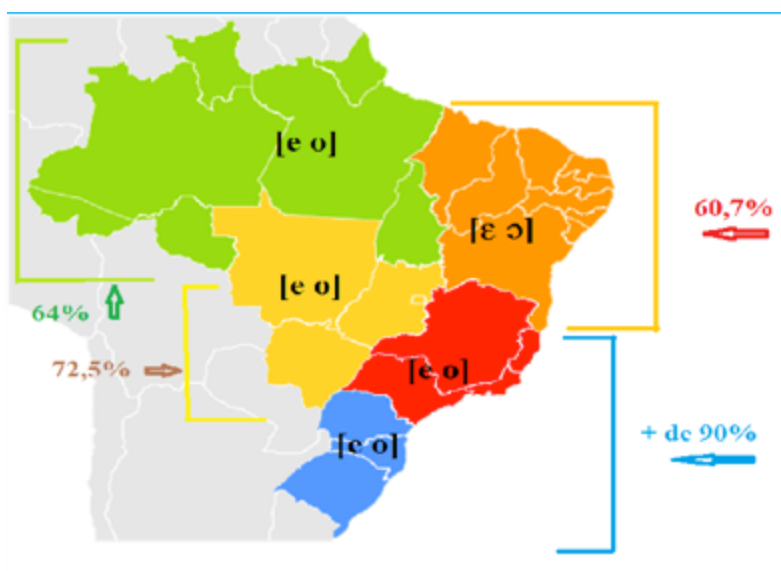 [e o]
60,7%
[ɛ ɔ]
[e o]
64%
72,5%
[e o]
+ de 90%
[e o]